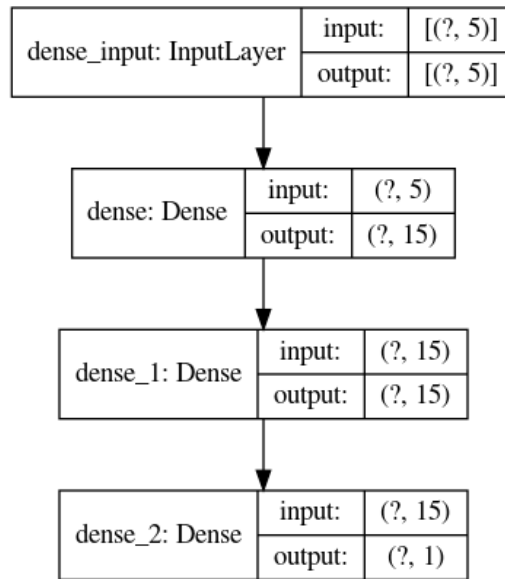 dense_input: InputLayer
input: [(?, 5)]
output: [(?, 5)]
dense: Dense
input: (?, 5)
output: (?, 15)
dense_1: Dense
input: (?, 15)
output: (?, 15)
dense_2: Dense
input: (?, 15)
output: (?, 1)